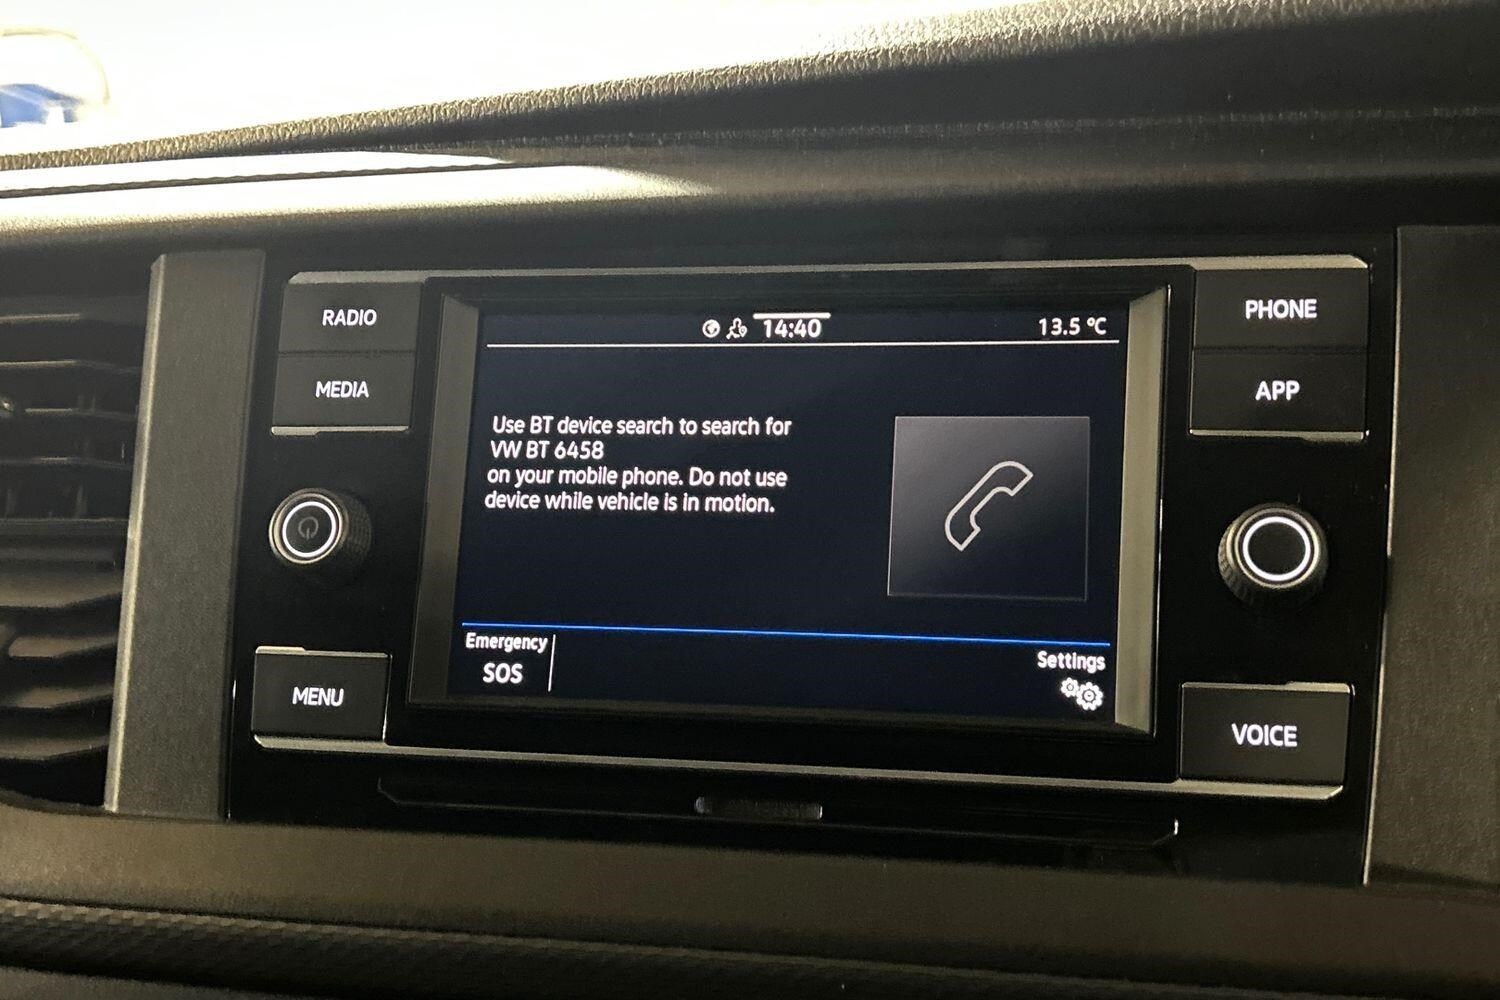 RADIO
MEDIA
MENU
14:40
13.5 °C
Use BT device search to search for
VW BT 6458
on your mobile phone. Do not use
device while vehicle is in motion.
Emergency
SOS
Settings
PHONE
APP
VOICE